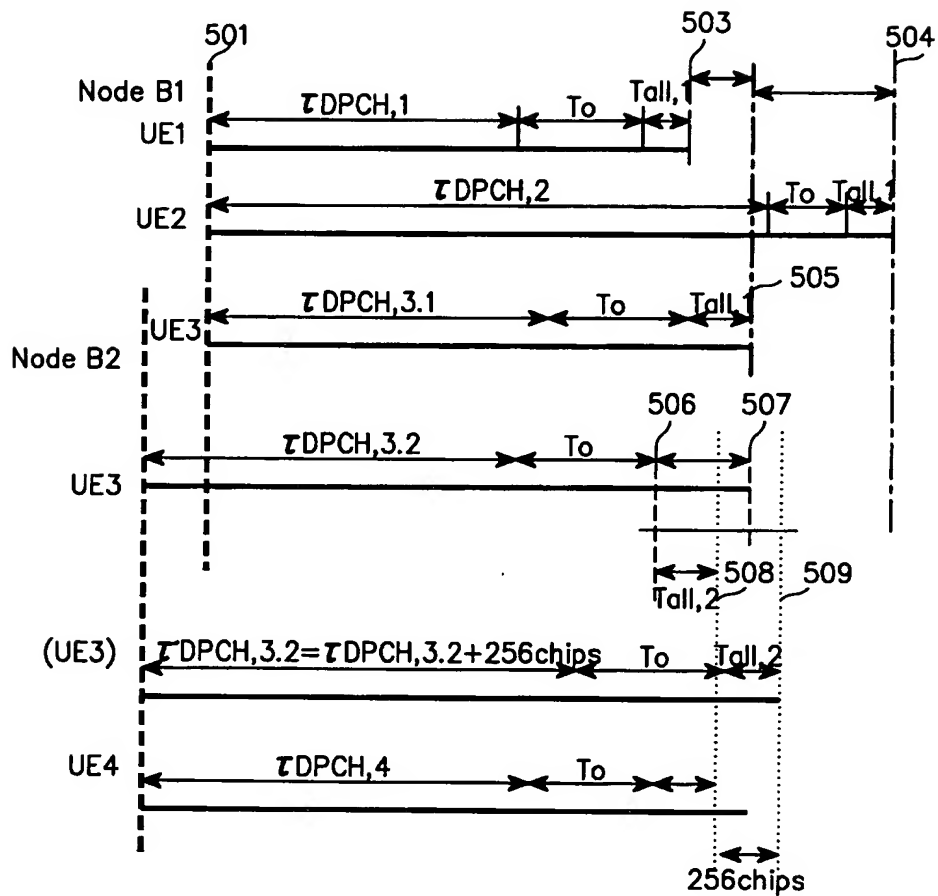 501
503
504
Node B1
τDPCH,1
To
Tall,1
UE1
τDPCH,2
To
Tall,1
UE2
505
τDPCH,3.1
To
Tall,1
UE3
Node B2
506
507
τDPCH,3.2
To
UE3
508
509
Tall,2
(UE3)
τDPCH,3.2=τDPCH,3.2+256chips
To
Tall,2
UE4
τDPCH,4
To
256chips